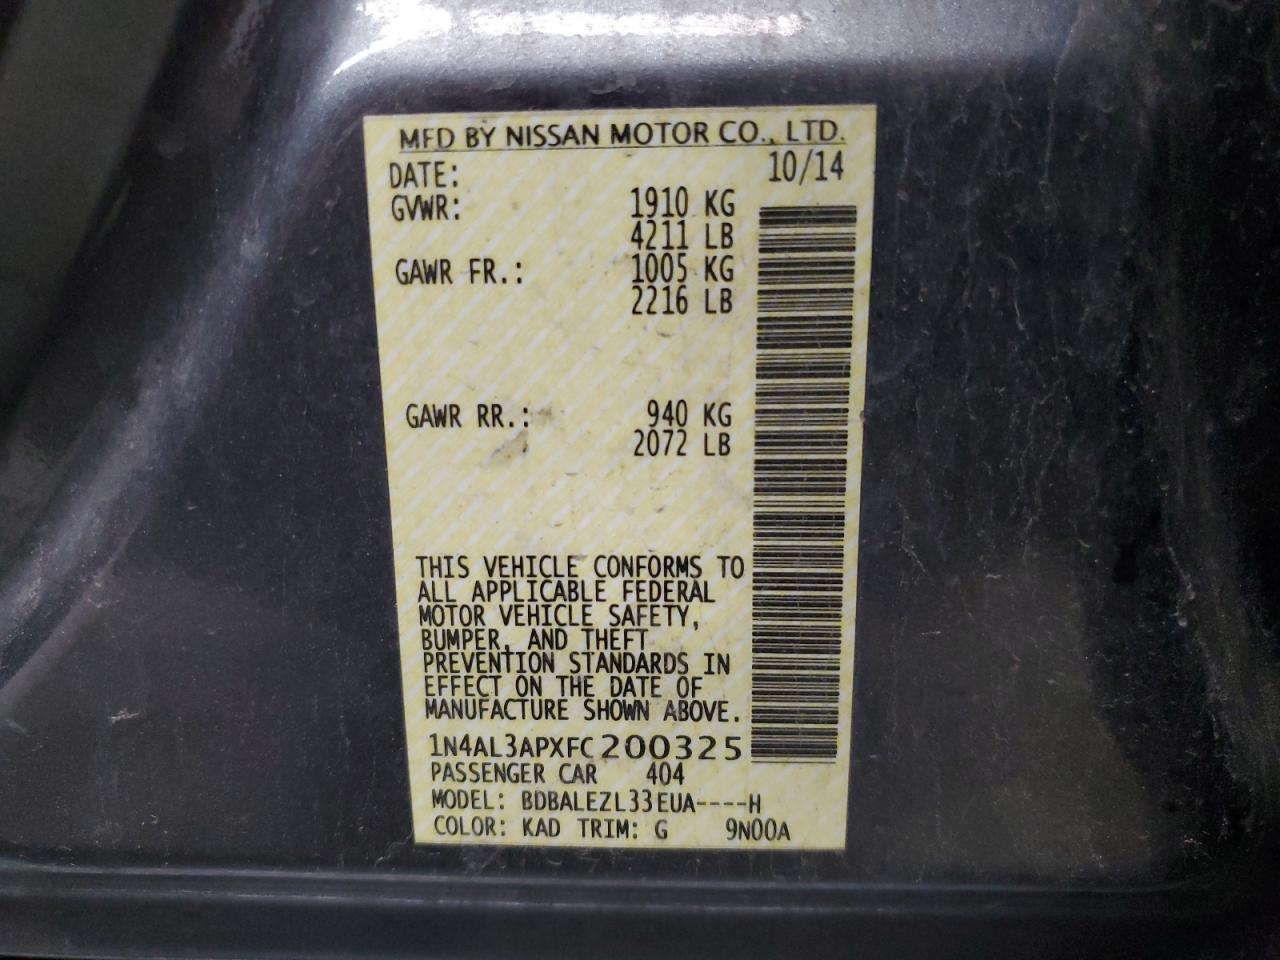 MFD BY NISSAN MOTOR CO., LTD.
DATE: 10/14
GVWR: 1910 KG
4211 LB
GAWR FR.: 1005 KG
2216 LB
GAWR RR.: 940 KG
2072 LB
THIS VEHICLE CONFORMS TO
ALL APPLICABLE FEDERAL
MOTOR VEHICLE SAFETY,
BUMPER, AND THEFT
PREVENTION STANDARDS IN
EFFECT ON THE DATE OF
MANUFACTURE SHOWN ABOVE.
1N4AL3APXFC200325
PASSENGER CAR 404
MODEL: BDBALEZL33EUA----H
COLOR: KAD TRIM: G 9N00A